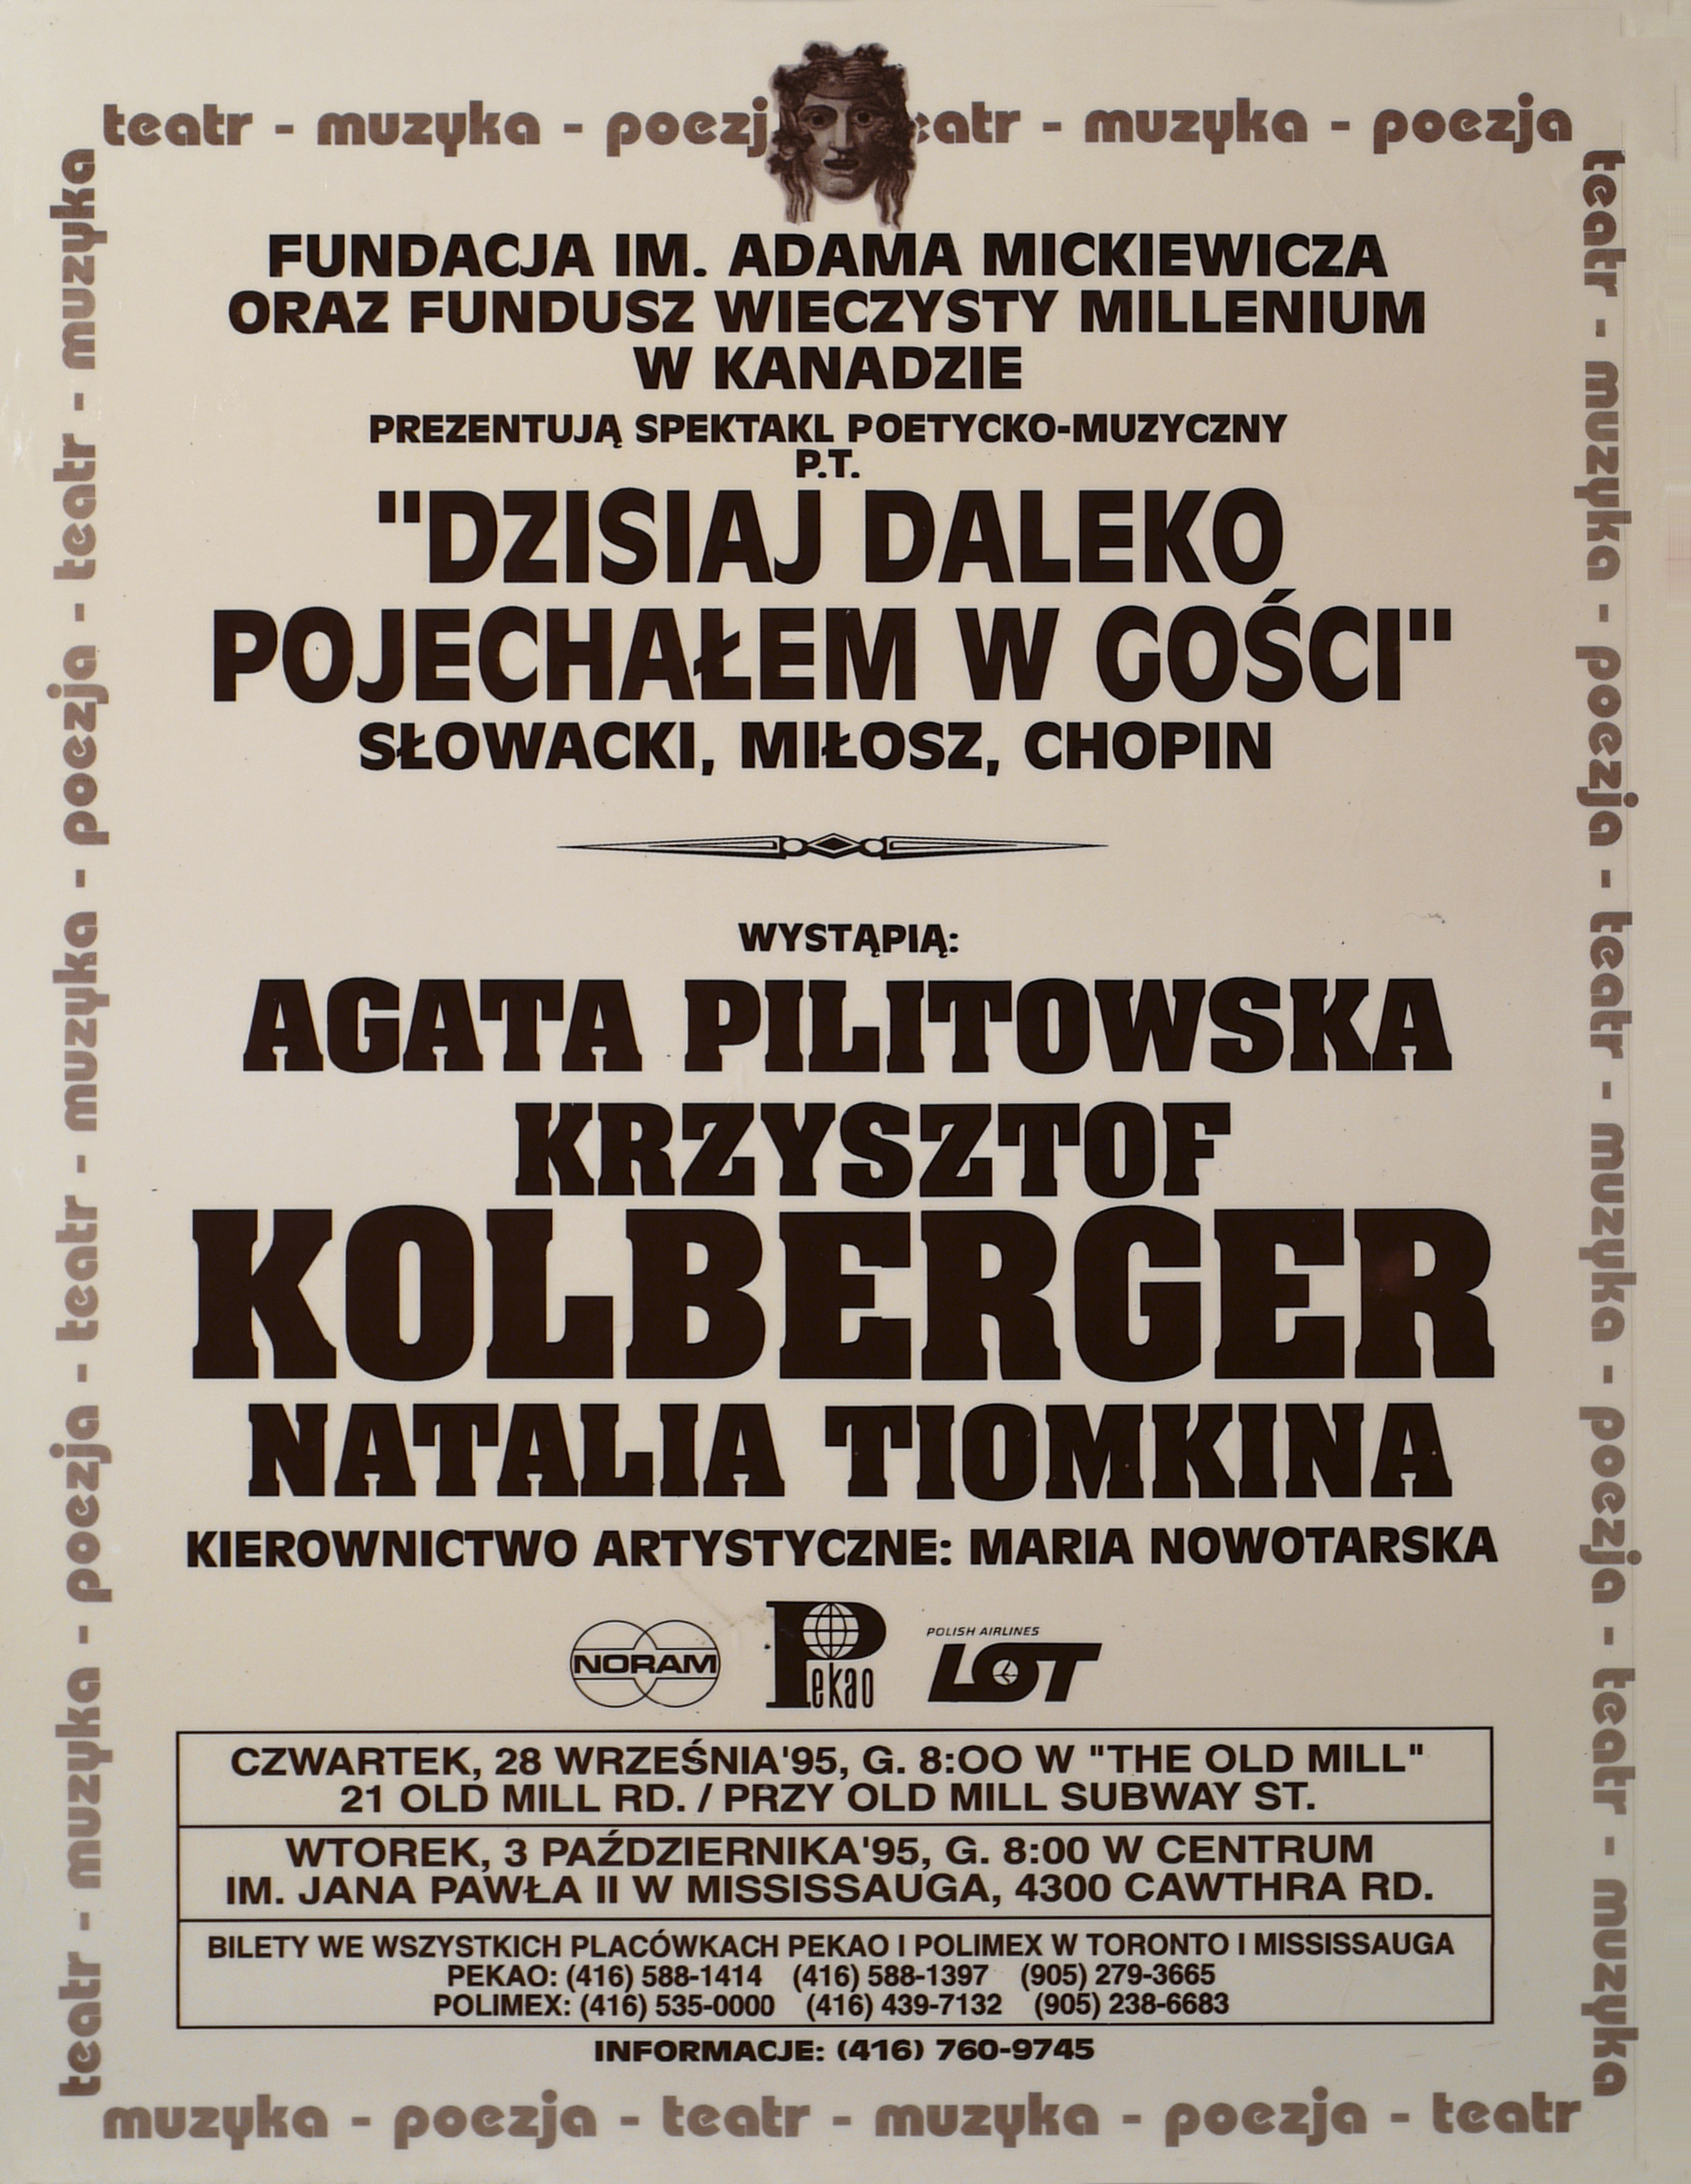 teatr - muzyka - poezj
eatr - muzyka - poezja
FUNDACJA IM. ADAMA MICKIEWICZA
ORAZ FUNDUSZ WIECZYSTY MILLENIUM
W KANADZIE
PREZENTUJĄ SPEKTAKL POETYCKO-MUZYCZNY
P.T.
"DZISIAJ DALEKO
POJECHAŁEM W GOŚCI"
SŁOWACKI, MIŁOSZ, CHOPIN
WYSTĄPIĄ:
AGATA PILITOWSKA
KRZYSZTOF
KOLBERGER
NATALIA TIOMKINA
KIEROWNICTWO ARTYSTYCZNE: MARIA NOWOTARSKA
NORAM
Pekao
POLISH AIRLINES
LOT
CZWARTEK, 28 WRZEŚNIA'95, G. 8:OO W "THE OLD MILL"
21 OLD MILL RD. / PRZY OLD MILL SUBWAY ST.
WTOREK, 3 PAŹDZIERNIKA'95, G. 8:00 W CENTRUM
IM. JANA PAWŁA II W MISSISSAUGA, 4300 CAWTHRA RD.
BILETY WE WSZYSTKICH PLACÓWKACH PEKAO I POLIMEX W TORONTO I MISSISSAUGA
PEKAO: (416) 588-1414 (416) 588-1397 (905) 279-3665
POLIMEX: (416) 535-0000 (416) 439-7132 (905) 238-6683
INFORMACJE: (416) 760-9745
teatr - muzyka - poezja - teatr - muzyka - poezja - teatr - muzyka
teatr - muzyka - poezja - teatr - muzyka - poezja - teatr - muzyka
muzyka - poezja - teatr - muzyka - poezja - teatr